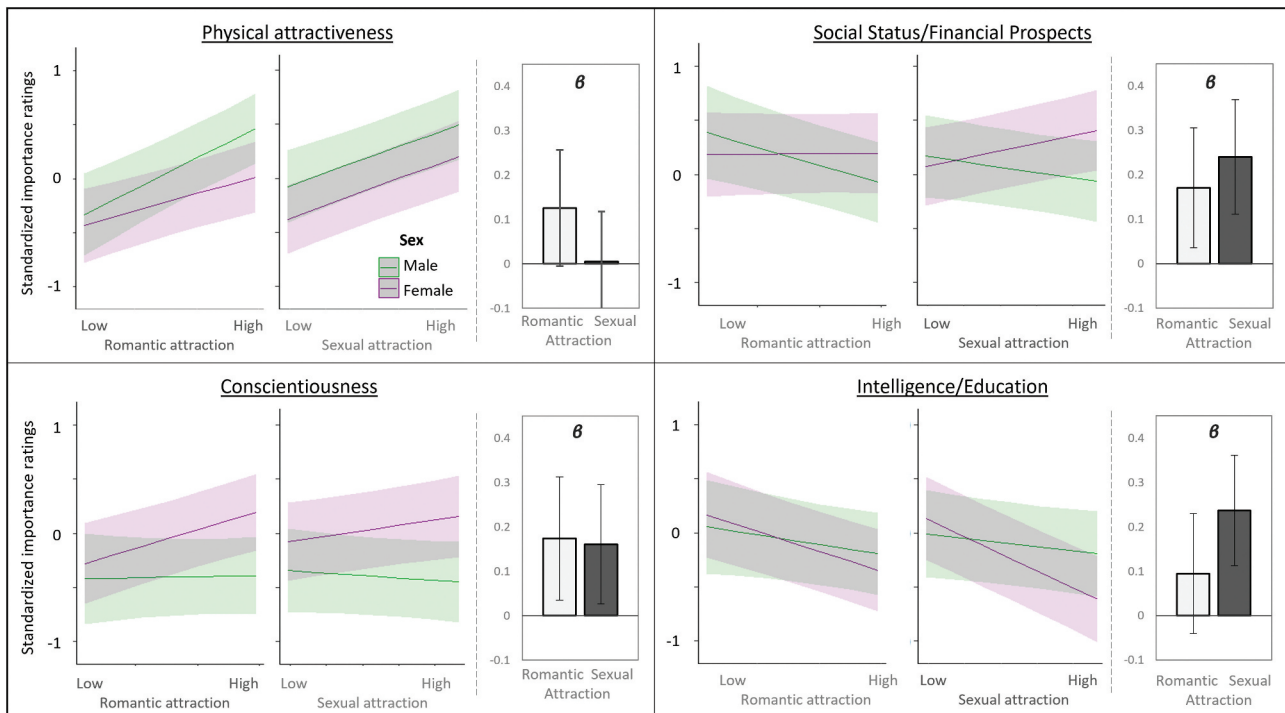 Physical attractiveness
Standardized importance ratings
1
0
-1
Sex
Male
Female
Low High
Romantic attraction
Low High
Sexual attraction
β
0.4
0.3
0.2
0.1
0
-0.1
Romantic Sexual
Attraction
Social Status/Financial Prospects
1
0
-1
Low High
Romantic attraction
1
0
-1
Low High
Sexual attraction
β
0.4
0.3
0.2
0.1
0
-0.1
Romantic Sexual
Attraction
Conscientiousness
Standardized importance ratings
1
0
-1
Low High
Romantic attraction
Low High
Sexual attraction
β
0.4
0.3
0.2
0.1
0
-0.1
Romantic Sexual
Attraction
Intelligence/Education
1
0
-1
Low High
Romantic attraction
Low High
Sexual attraction
β
0.4
0.3
0.2
0.1
0
-0.1
Romantic Sexual
Attraction